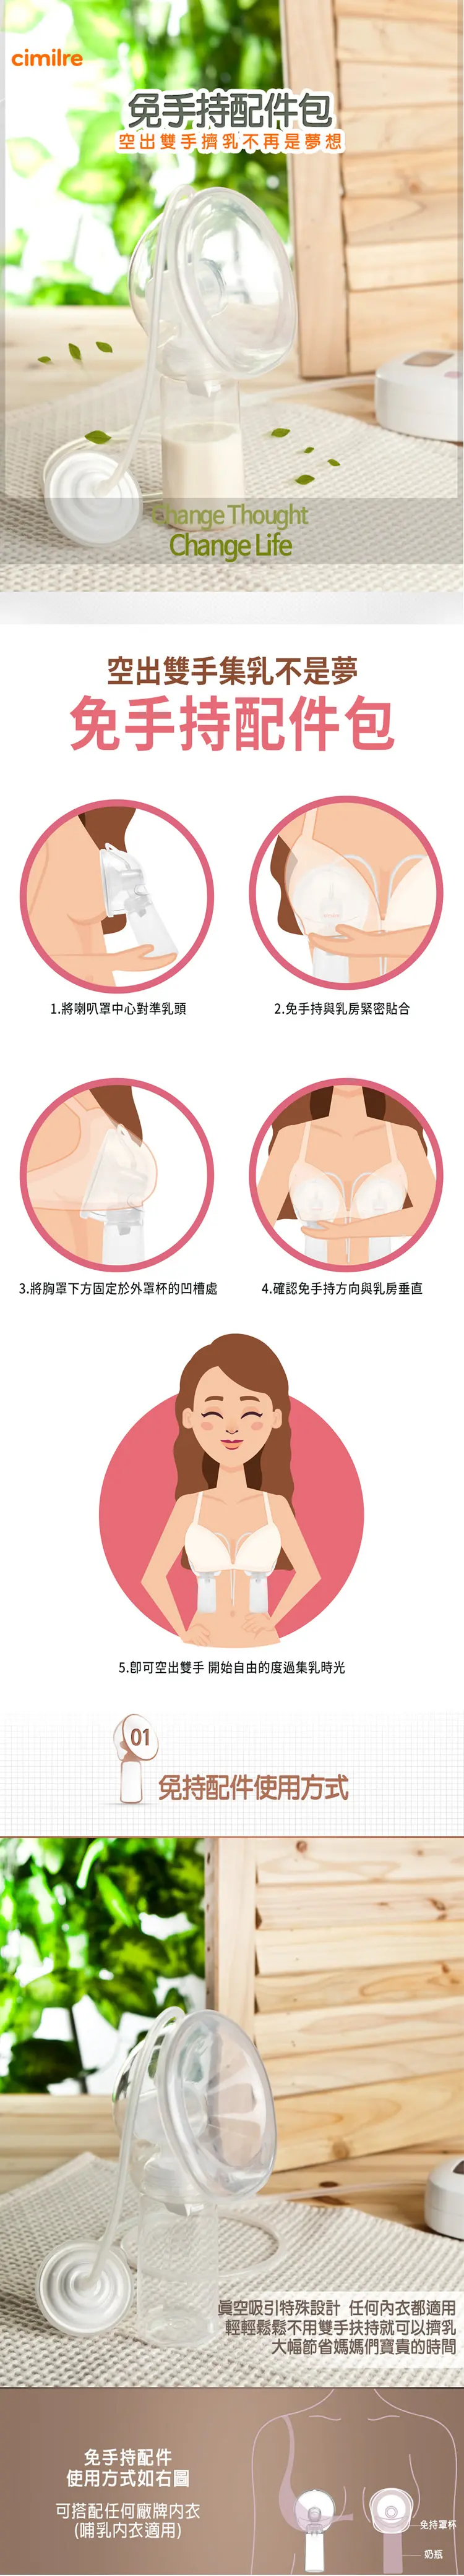 cimilre
免手持配件包
空出雙手擠乳不再是夢想
Change Thought
Change Life
空出雙手集乳不是夢
免手持配件包
1.將喇叭罩中心對準乳頭
2.免手持與乳房緊密貼合
3.將胸罩下方固定於外罩杯的凹槽處
4.確認免手持方向與乳房垂直
5.即可空出雙手 開始自由的度過集乳時光
01
免持配件使用方式
真空吸引特殊設計 任何內衣都適用
輕輕鬆鬆不用雙手扶持就可以擠乳
大幅節省媽媽們寶貴的時間
免手持配件
使用方式如右圖
可搭配任何廠牌內衣
(哺乳內衣適用)
免持罩杯
奶瓶